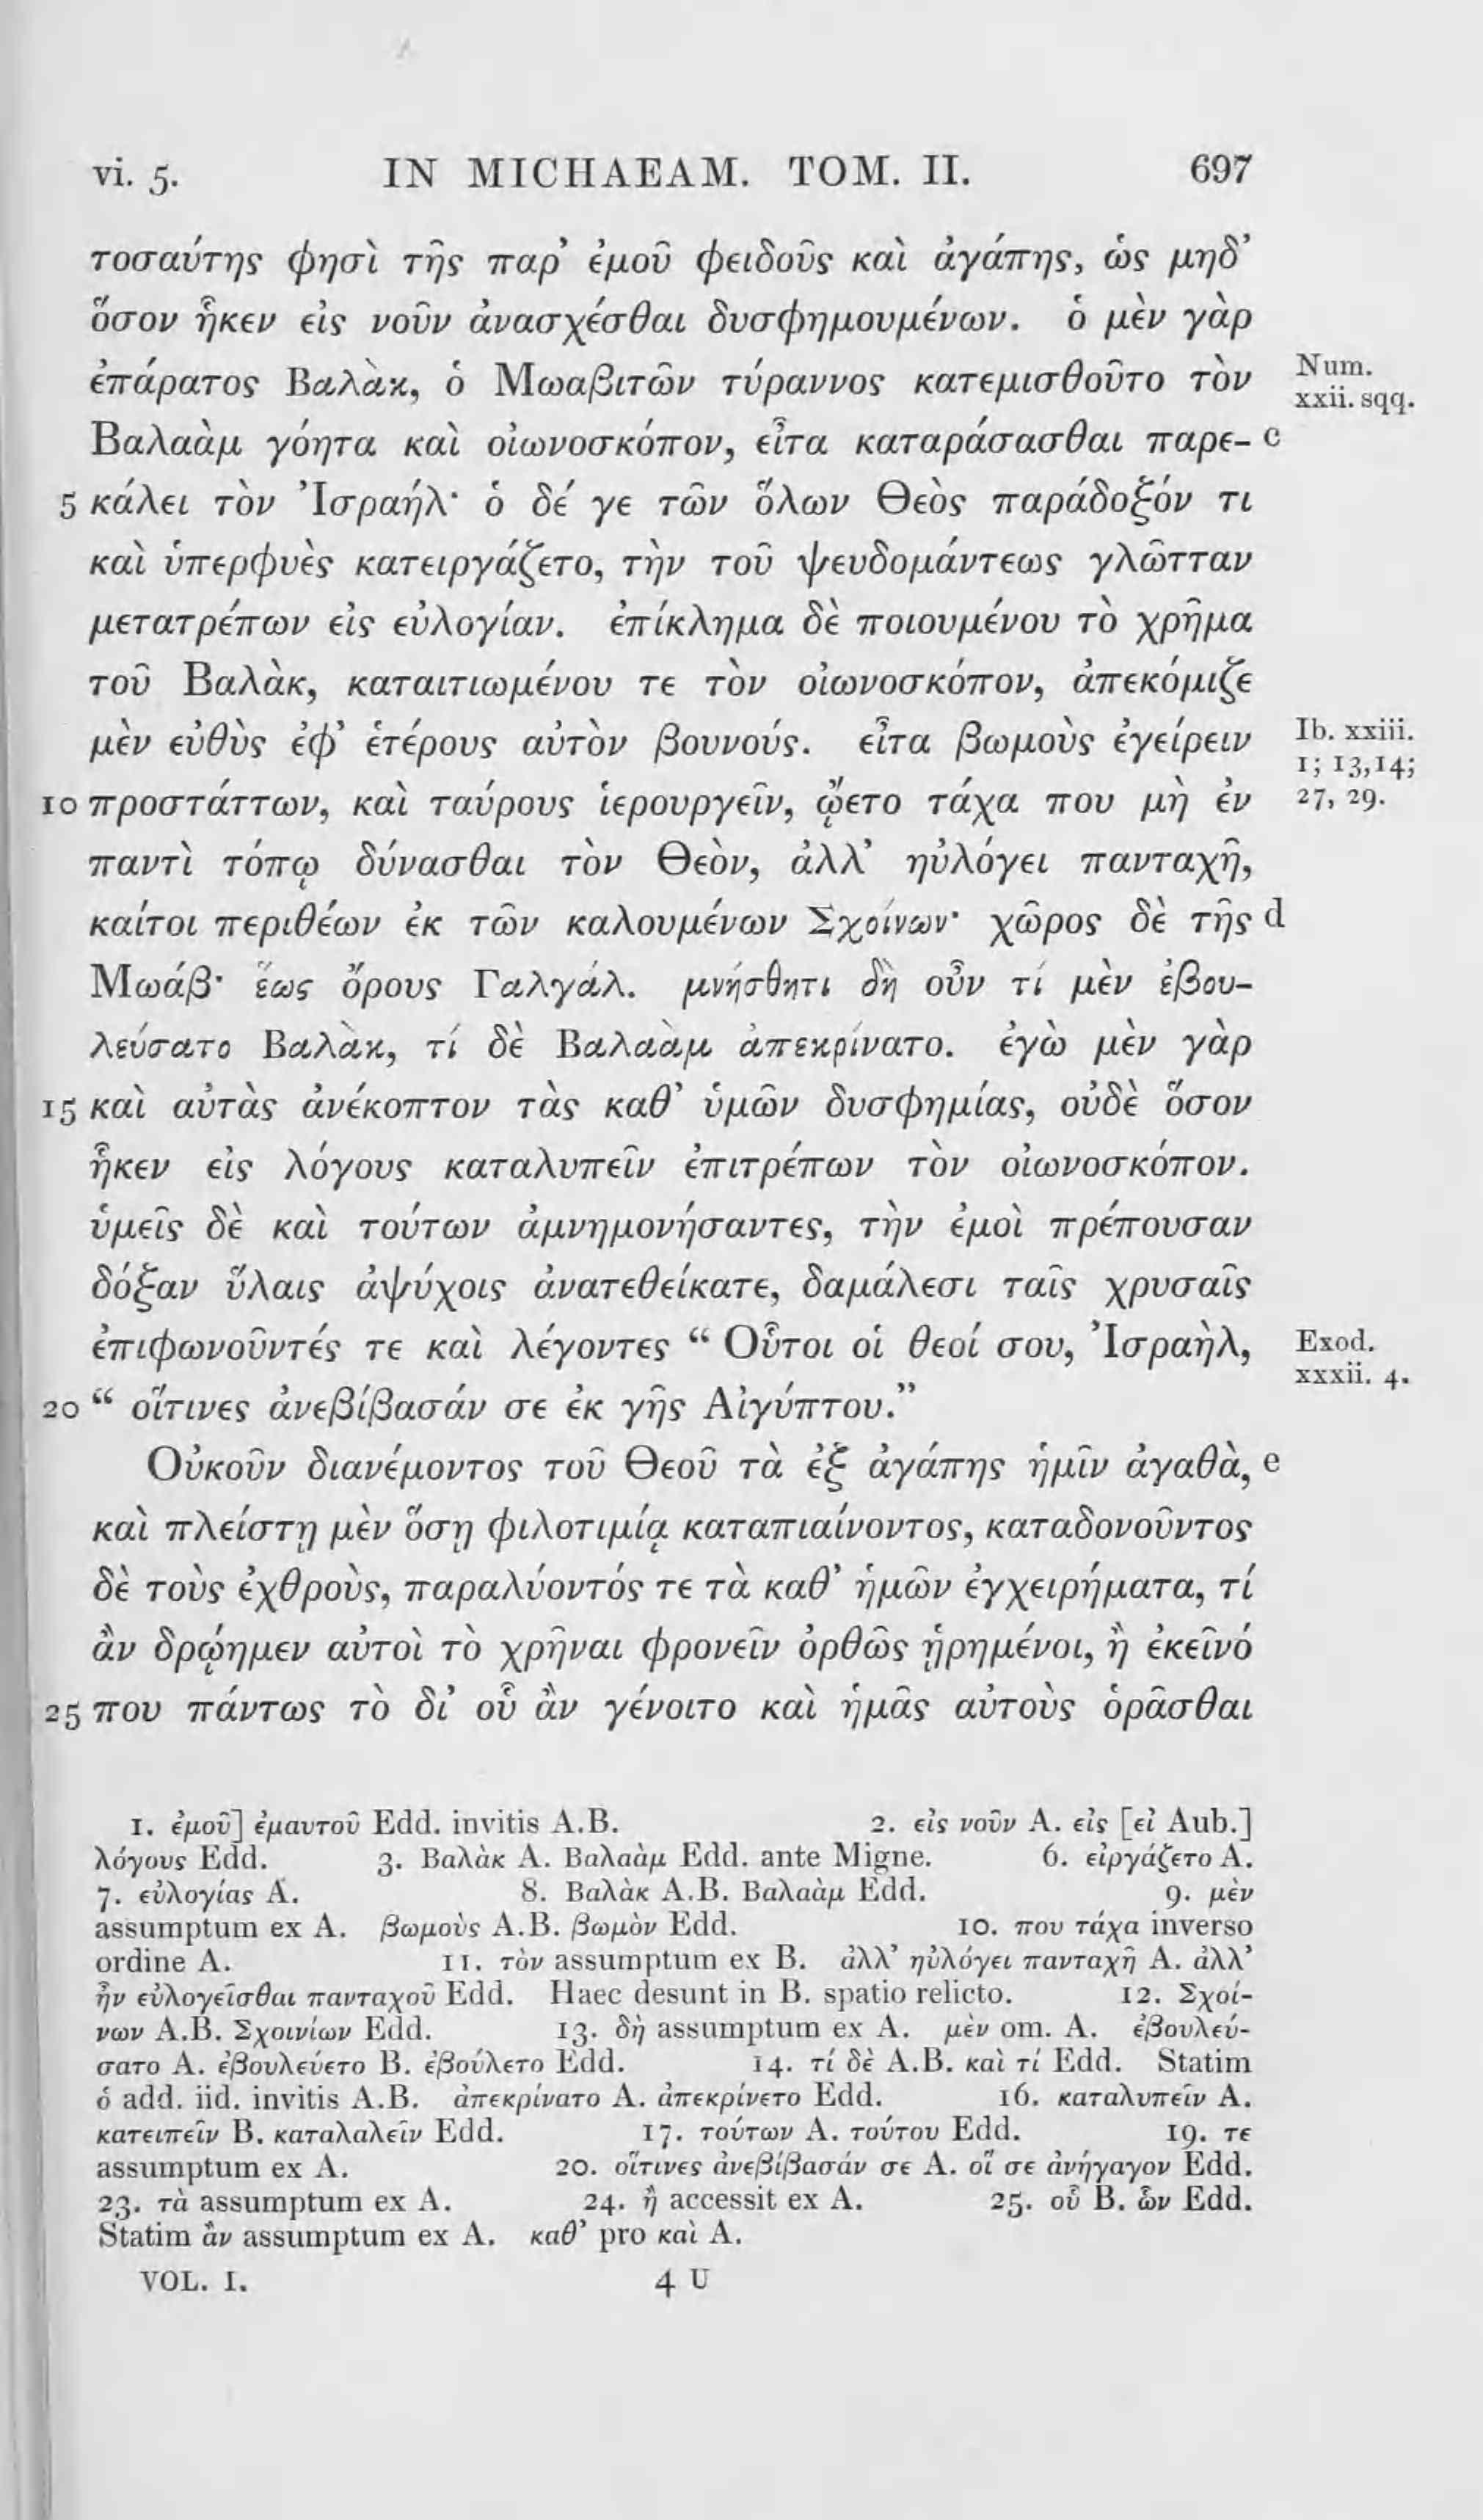 vi. 5. IN MICHAEAM. TOM. II. 697
τοσαύτης φησὶ τῆς παρ’ ἐμοῦ φειδοῦς καὶ ἀγάπης, ὡς μηδ’
ὅσον ἧκεν εἰς νοῦν ἀνασχέσθαι δυσφημουμένων. ὁ μὲν γὰρ
ἐπάρατος Βαλὰκ, ὁ Μωαβιτῶν τύραννος κατεμισθοῦτο τὸν Num. xxii. sqq.
Βαλαὰμ γόητα καὶ οἰωνοσκόπον, εἶτα καταράσασθαι παρε- c
5 κάλει τὸν Ἰσραήλ· ὁ δέ γε τῶν ὅλων Θεὸς παράδοξόν τι
καὶ ὑπερφυὲς κατειργάζετο, τὴν τοῦ ψευδομάντεως γλῶτταν
μετατρέπων εἰς εὐλογίαν. ἐπίκλημα δὲ ποιουμένου τὸ χρῆμα
τοῦ Βαλὰκ, καταιτιωμένου τε τὸν οἰωνοσκόπον, ἀπεκόμιζε
μὲν εὐθὺς ἐφ’ ἑτέρους αὐτὸν βουνούς. εἶτα βωμοὺς ἐγείρειν Ib. xxiii. 1; 13,14; 27, 29.
10 προστάττων, καὶ ταύρους ἱερουργεῖν, ᾤετο τάχα που μὴ ἐν
παντὶ τόπῳ δύνασθαι τὸν Θεὸν, ἀλλ’ ηὐλόγει πανταχῆ,
καίτοι περιθέων ἐκ τῶν καλουμένων Σχοίνων· χῶρος δὲ τῆς d
Μωάβ· ἕως ὄρους Γαλγάλ. μνήσθητι δὴ οὖν τί μὲν ἐβου-
λεύσατο Βαλὰκ, τί δὲ Βαλαὰμ ἀπεκρίνατο. ἐγὼ μὲν γὰρ
15 καὶ αὐτὰς ἀνέκοπτον τὰς καθ’ ὑμῶν δυσφημίας, οὐδὲ ὅσον
ἧκεν εἰς λόγους καταλυπεῖν ἐπιτρέπων τὸν οἰωνοσκόπον.
ὑμεῖς δὲ καὶ τούτων ἀμνημονήσαντες, τὴν ἐμοὶ πρέπουσαν
δόξαν ὕλαις ἀψύχοις ἀνατεθείκατε, δαμάλεσι ταῖς χρυσαῖς
ἐπιφωνοῦντές τε καὶ λέγοντες “ Οὗτοι οἱ θεοί σου, Ἰσραὴλ, Exod. xxxii. 4.
20 “ οἵτινες ἀνεβίβασάν σε ἐκ γῆς Αἰγύπτου.”
Οὐκοῦν διανέμοντος τοῦ Θεοῦ τὰ ἐξ ἀγάπης ἡμῖν ἀγαθὰ, e
καὶ πλείστῃ μὲν ὅσῃ φιλοτιμίᾳ καταπιαίνοντος, καταδονοῦντος
δὲ τοὺς ἐχθροὺς, παραλύοντός τε τὰ καθ’ ἡμῶν ἐγχειρήματα, τί
ἂν δρῴημεν αὐτοὶ τὸ χρῆναι φρονεῖν ὀρθῶς ᾑρημένοι, ἢ ἐκεῖνό
25 που πάντως τὸ δι’ οὗ ἂν γένοιτο καὶ ἡμᾶς αὐτοὺς ὁρᾶσθαι
1. ἐμοῦ] ἐμαυτοῦ Edd. invitis A.B. 2. εἰς νοῦν A. εἰς [εἰ Aub.]
λόγους Edd. 3. Βαλὰκ A. Βαλαὰμ Edd. ante Migne. 6. εἰργάζετο A.
7. εὐλογίας A. 8. Βαλὰκ A.B. Βαλαὰμ Edd. 9. μὲν
assumptum ex A. βωμοὺς A.B. βωμὸν Edd. 10. που τάχα inverso
ordine A. 11. τὸν assumptum ex B. ἀλλ’ ηὐλόγει πανταχῆ A. ἀλλ’
ἦν εὐλογεῖσθαι πανταχοῦ Edd. Haec desunt in B. spatio relicto. 12. Σχοί-
νων A.B. Σχοινίων Edd. 13. δὴ assumptum ex A. μὲν om. A. ἐβουλεύ-
σατο A. ἐβουλεύετο B. ἐβούλετο Edd. 14. τί δὲ A.B. καὶ τί Edd. Statim
ὁ add. iid. invitis A.B. ἀπεκρίνατο A. ἀπεκρίνετο Edd. 16. καταλυπεῖν A.
κατειπεῖν B. καταλαλεῖν Edd. 17. τούτων A. τούτου Edd. 19. τε
assumptum ex A. 20. οἵτινες ἀνεβίβασάν σε A. οἵ σε ἀνήγαγον Edd.
23. τὰ assumptum ex A. 24. ἢ accessit ex A. 25. οὗ B. ὧν Edd.
Statim ἂν assumptum ex A. καθ’ pro καὶ A.
VOL. I. 4 U